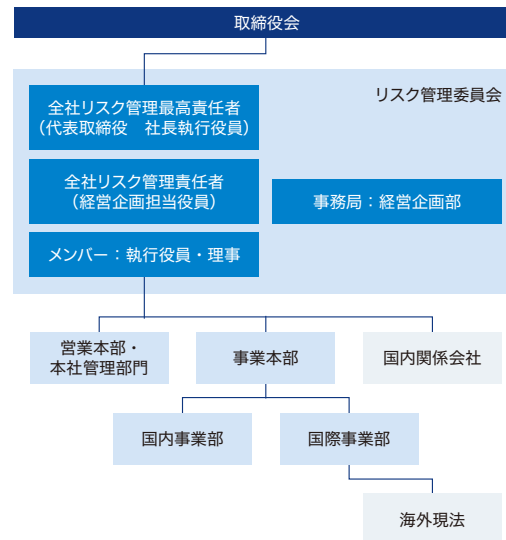 取締役会
リスク管理委員会
全社リスク管理最高責任者
(代表取締役　社長執行役員)
全社リスク管理責任者
(経営企画担当役員)
事務局：経営企画部
メンバー：執行役員・理事
営業本部・
本社管理部門
事業本部
国内関係会社
国内事業部
国際事業部
海外現法